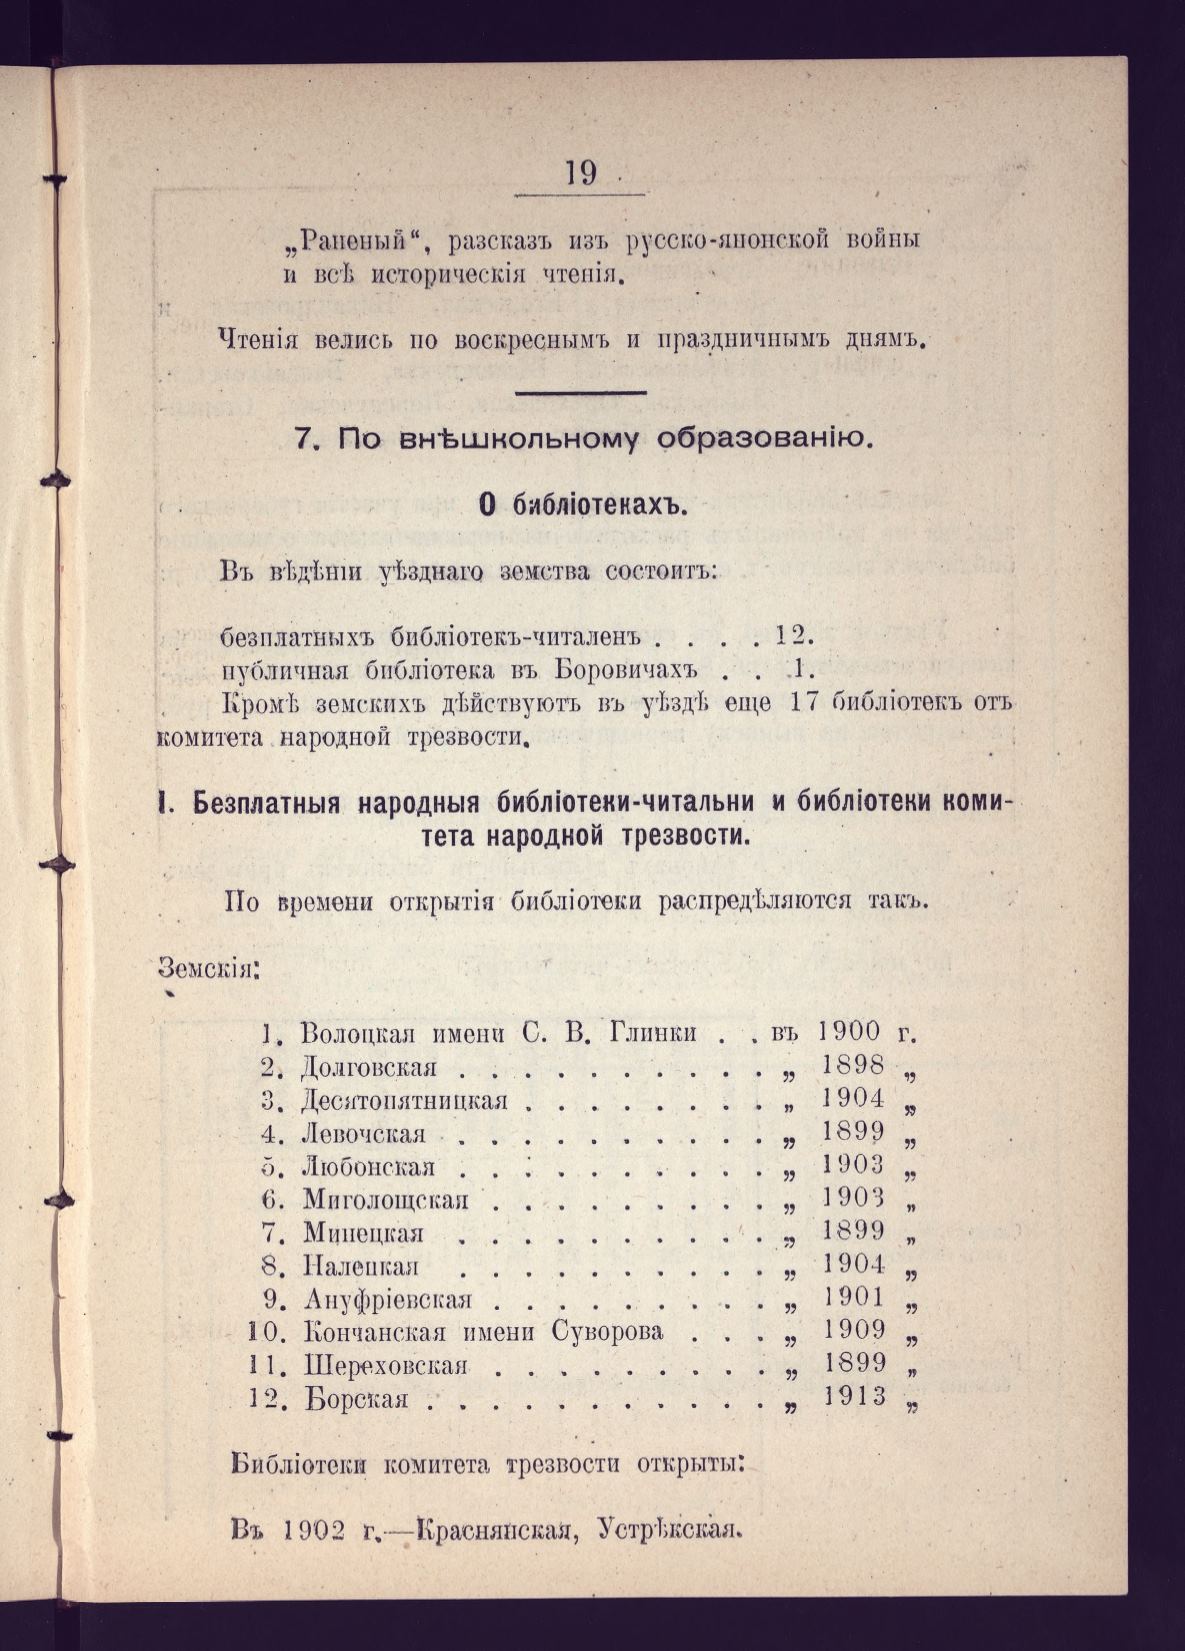 19
„Раненый“, разсказъ изъ русско-японской войны
и всѣ историческія чтенія.
Чтенія велись по воскреснымъ и праздничнымъ днямъ.
7. По внѣшкольному образованію.
О библіотекахъ.
Въ вѣдѣніи уѣзднаго земства состоитъ:
безплатныхъ библіотекъ-читаленъ . . . . 12.
публичная библіотека въ Боровичахъ . . 1.
Кромѣ земскихъ дѣйствуютъ въ уѣздѣ еще 17 библіотекъ отъ
комитета народной трезвости.
I. Безплатныя народныя библіотеки-читальни и библіотеки коми-
тета народной трезвости.
По времени открытія библіотеки распредѣляются такъ.
Земскія:
1. Волоцкая имени С. В. Глинки . . въ 1900 г.
2. Долговская . . . . . . . . . . „ 1898 „
3. Десятопятницкая . . . . . . . . „ 1904 „
4. Левочская . . . . . . . . . . „ 1899 „
5. Любонская . . . . . . . . . . „ 1903 „
6. Миголощская . . . . . . . . . „ 1903 „
7. Минецкая . . . . . . . . . . „ 1899 „
8. Налецкая . . . . . . . . . . „ 1904 „
9. Ануфріевская . . . . . . . . . „ 1901 „
10. Кончанская имени Суворова . . . „ 1909 „
11. Шереховская . . . . . . . . . „ 1899 „
12. Борская . . . . . . . . . . . „ 1913 „
Библіотеки комитета трезвости открыты:
Въ 1902 г.—Краснянская, Устрѣкская.